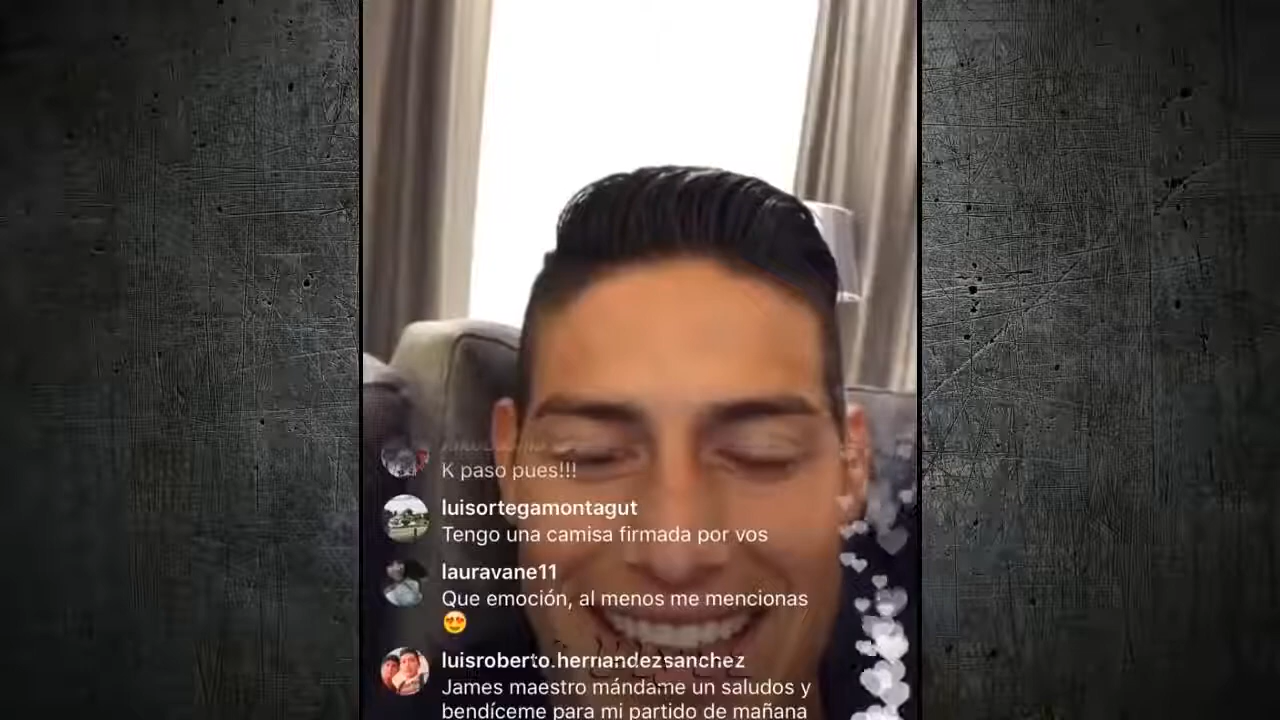 K paso pues!!!
luisortegamontagut
Tengo una camisa firmada por vos
lauravane11
Que emoción, al menos me mencionas
😍
luisroberto.hernandezsanchez
James maestro mándame un saludos y
bendíceme para mi partido de mañana